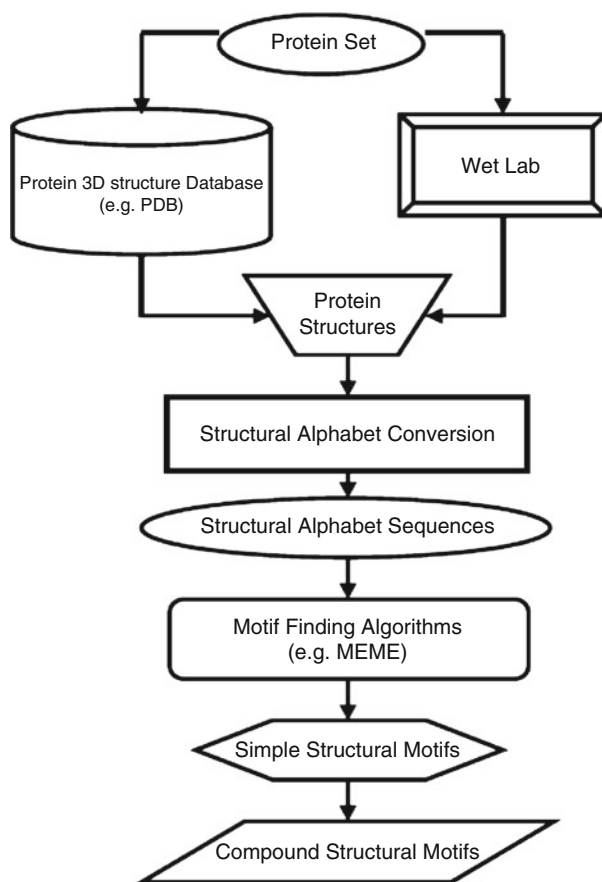 Protein Set
Protein 3D structure Database
(e.g. PDB)
Wet Lab
Protein
Structures
Structural Alphabet Conversion
Structural Alphabet Sequences
Motif Finding Algorithms
(e.g. MEME)
Simple Structural Motifs
Compound Structural Motifs